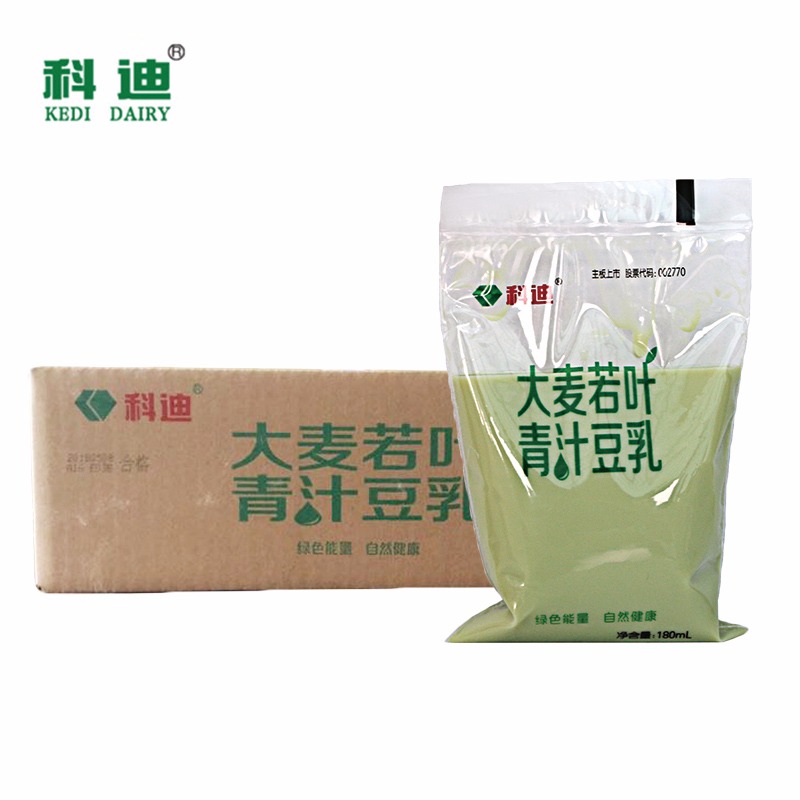 科迪®
KEDI DAIRY
主板上市 股票代码:002770
科迪®
大麦若叶
青汁豆乳
绿色能量 自然健康
净含量:180mL
科迪®
合格
大麦若叶
青汁豆乳
绿色能量 自然健康